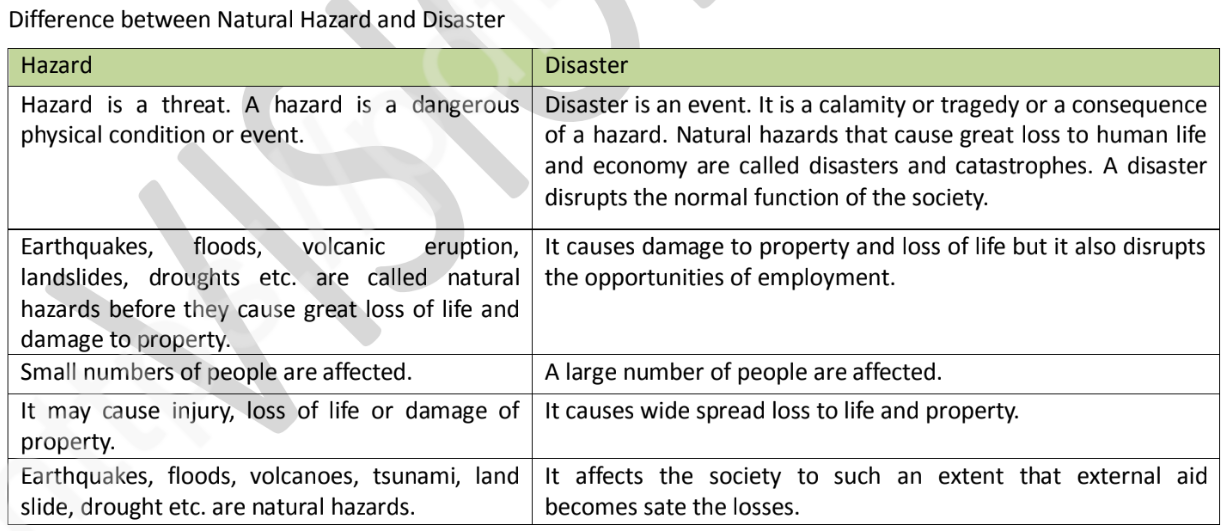 Difference between Natural Hazard and Disaster
Hazard
Disaster
Hazard is a threat. A hazard is a dangerous
physical condition or event.
Disaster is an event. It is a calamity or tragedy or a consequence
of a hazard. Natural hazards that cause great loss to human life
and economy are called disasters and catastrophes. A disaster
disrupts the normal function of the society.
Earthquakes, floods, volcanic eruption,
landslides, droughts etc. are called natural
hazards before they cause great loss of life and
damage to property.
It causes damage to property and loss of life but it also disrupts
the opportunities of employment.
Small numbers of people are affected.
A large number of people are affected.
It may cause injury, loss of life or damage of
property.
It causes wide spread loss to life and property.
Earthquakes, floods, volcanoes, tsunami, land
slide, drought etc. are natural hazards.
It affects the society to such an extent that external aid
becomes sate the losses.